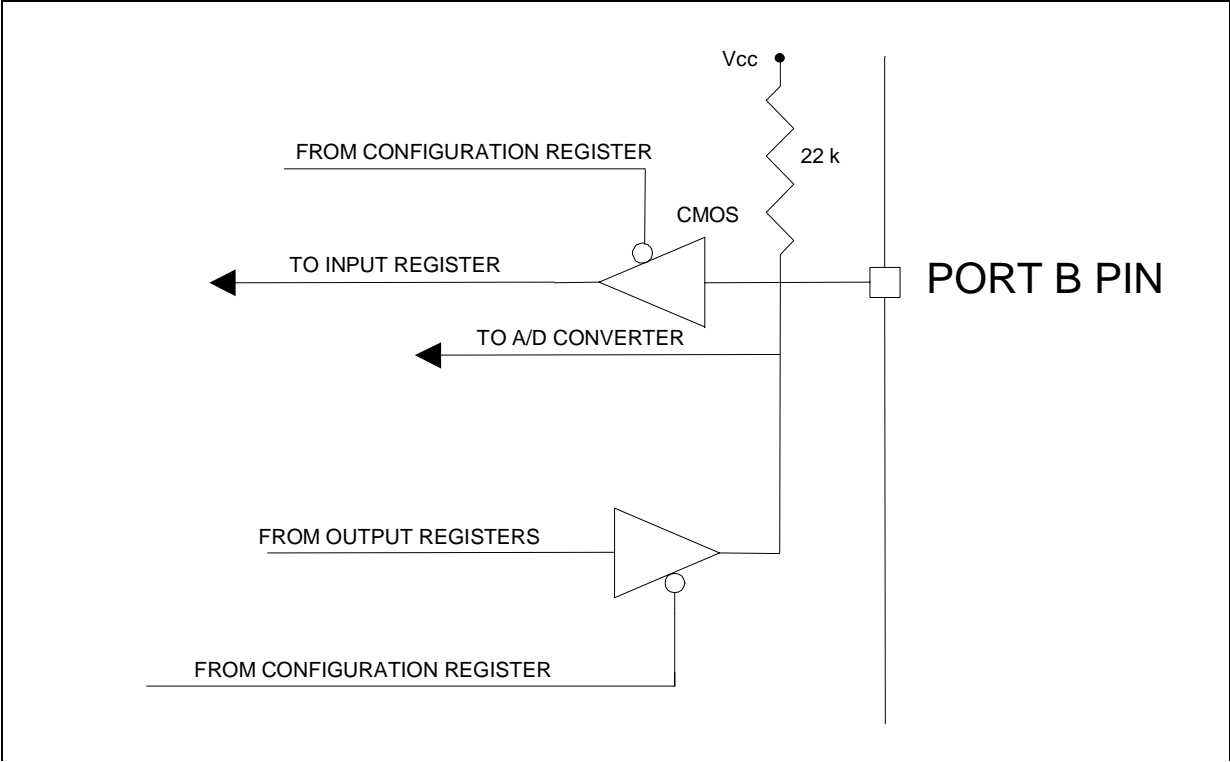 Vcc
FROM CONFIGURATION REGISTER
22 k
CMOS
TO INPUT REGISTER
PORT B PIN
TO A/D CONVERTER
FROM OUTPUT REGISTERS
FROM CONFIGURATION REGISTER